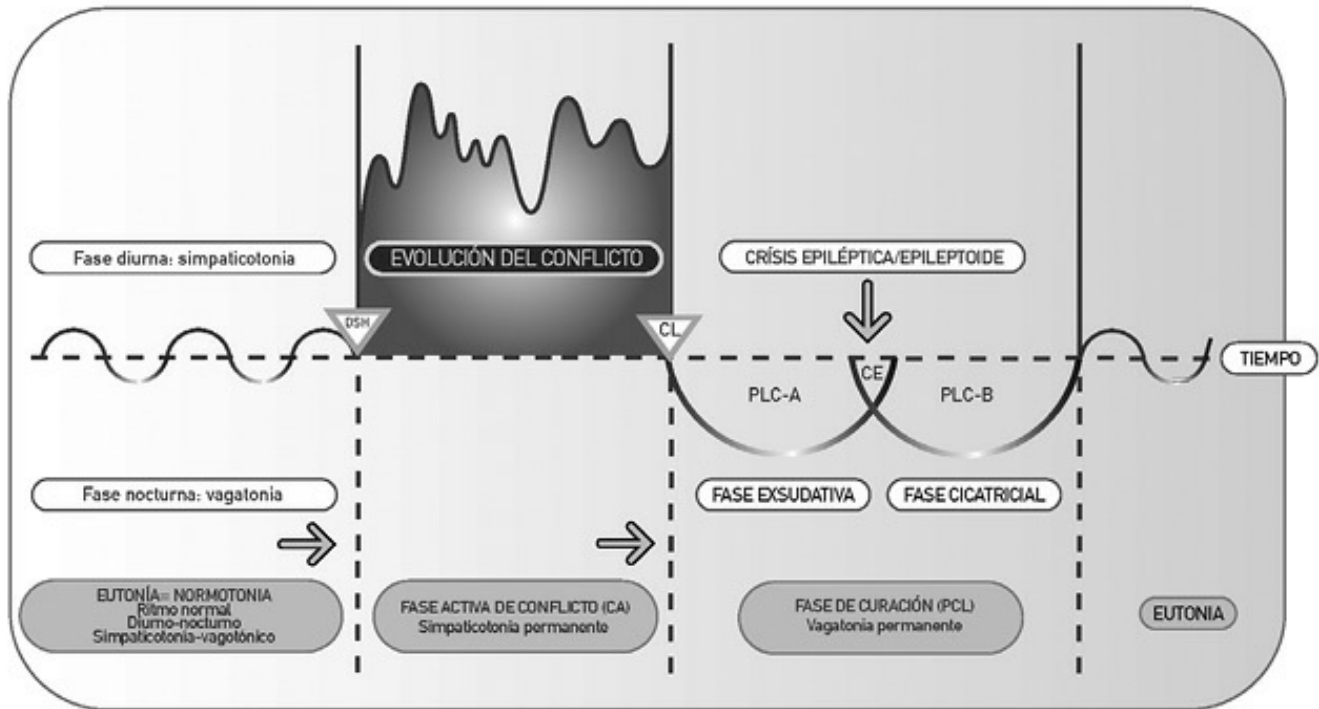 Fase diurna: simpaticotonia
EVOLUCIÓN DEL CONFLICTO
CRÍSIS EPILÉPTICA/EPILEPTOIDE
DSH
CL
CE
TIEMPO
PLC-A
PLC-B
Fase nocturna: vagatonia
FASE EXSUDATIVA
FASE CICATRICIAL
EUTONÍA= NORMOTONIA
Ritmo normal
Diurno-nocturno
Simpaticotonia-vagotónico
FASE ACTIVA DE CONFLICTO (CA)
Simpaticotonia permanente
FASE DE CURACIÓN (PCL)
Vagatonia permanente
EUTONIA